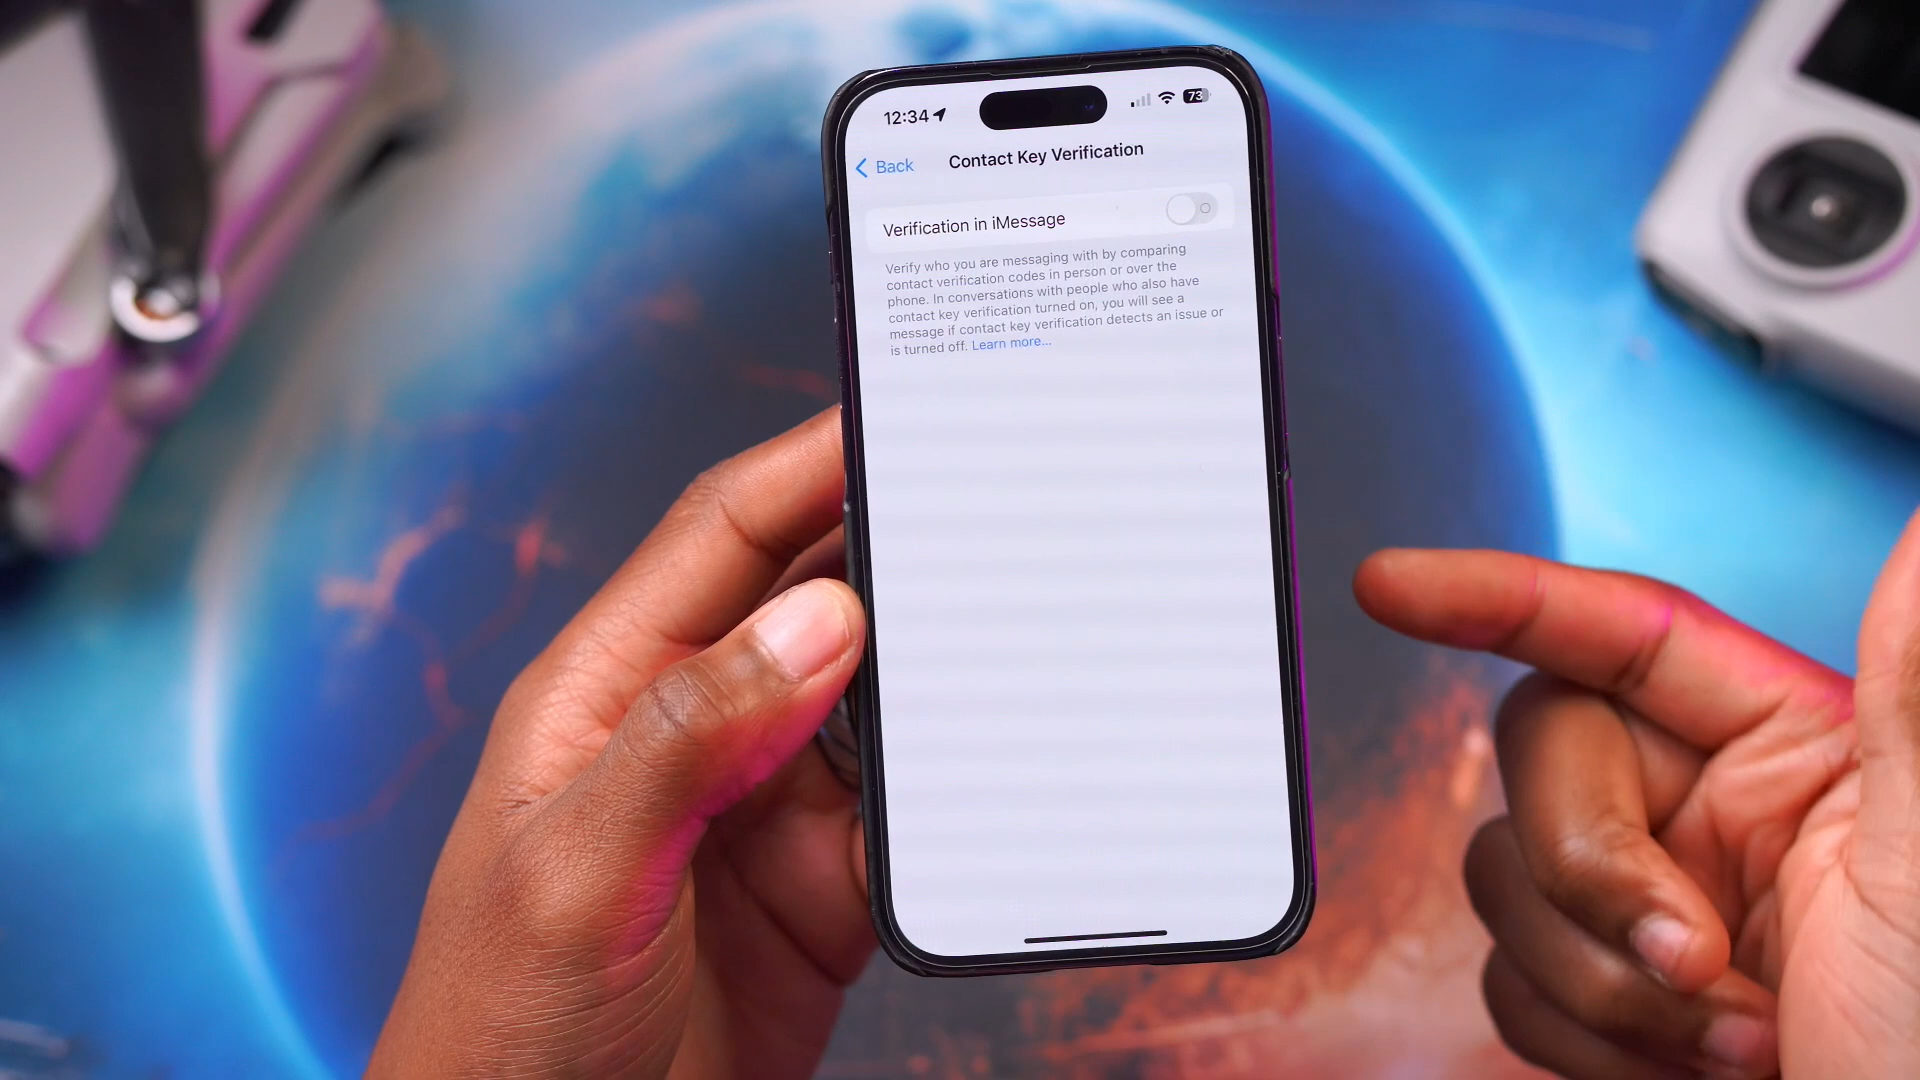 12:34
73
Back
Contact Key Verification
Verification in iMessage
Verify who you are messaging with by comparing
contact verification codes in person or over the
phone. In conversations with people who also have
contact key verification turned on, you will see a
message if contact key verification detects an issue or
is turned off. Learn more...